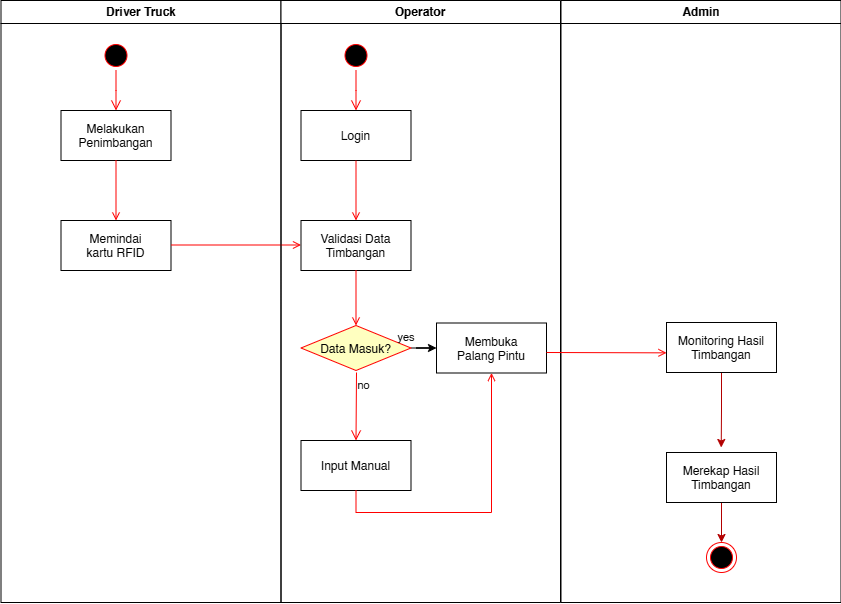 Driver Truck
Operator
Admin
Melakukan
Penimbangan
Login
Memindai
kartu RFID
Validasi Data
Timbangan
Data Masuk?
yes
Membuka
Palang Pintu
Monitoring Hasil
Timbangan
no
Input Manual
Merekap Hasil
Timbangan